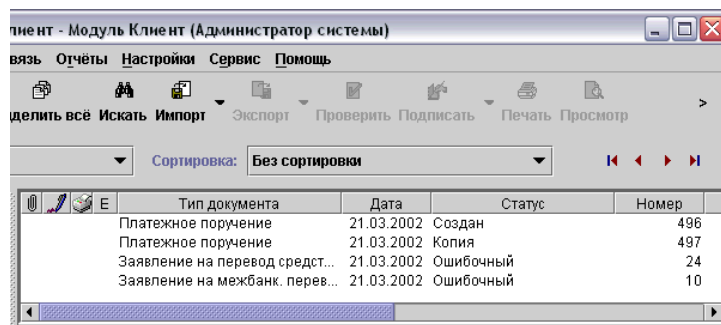 лиент - Модуль Клиент (Администратор системы)
вязь Отчёты Настройки Сервис Помощь
делить всё Искать Импорт Экспорт Проверить Подписать Печать Просмотр >
Сортировка: Без сортировки
E Тип документа Дата Статус Номер
Платежное поручение 21.03.2002 Создан 496
Платежное поручение 21.03.2002 Копия 497
Заявление на перевод средст... 21.03.2002 Ошибочный 24
Заявление на межбанк. перев... 21.03.2002 Ошибочный 10